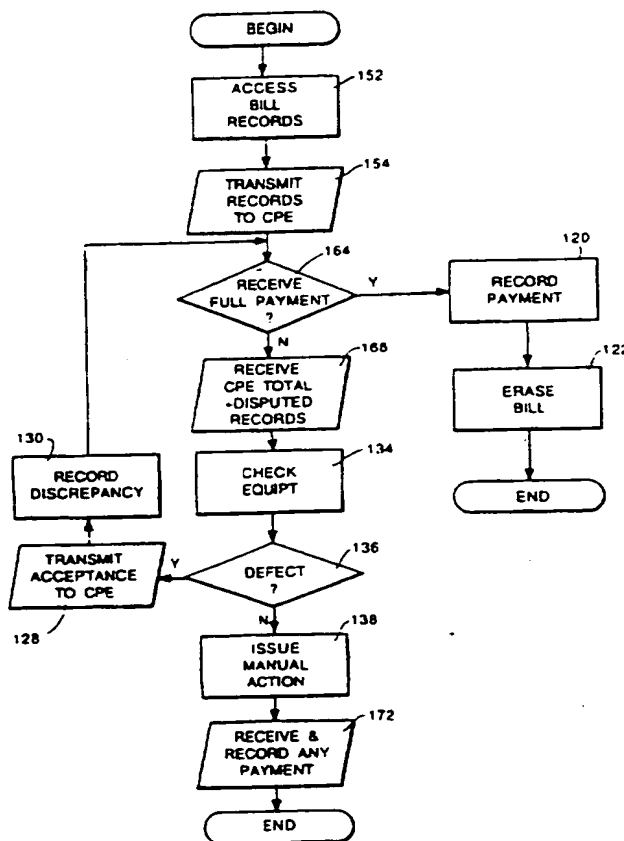 BEGIN
152
ACCESS
BILL
RECORDS
154
TRANSMIT
RECORDS
TO CPE
164
RECEIVE
FULL PAYMENT
?
Y
N
120
RECORD
PAYMENT
122
ERASE
BILL
END
168
RECEIVE
CPE TOTAL
+DISPUTED
RECORDS
134
CHECK
EQUIPT
130
RECORD
DISCREPANCY
136
DEFECT
?
Y
N
TRANSMIT
ACCEPTANCE
TO CPE
128
138
ISSUE
MANUAL
ACTION
172
RECEIVE &
RECORD ANY
PAYMENT
END